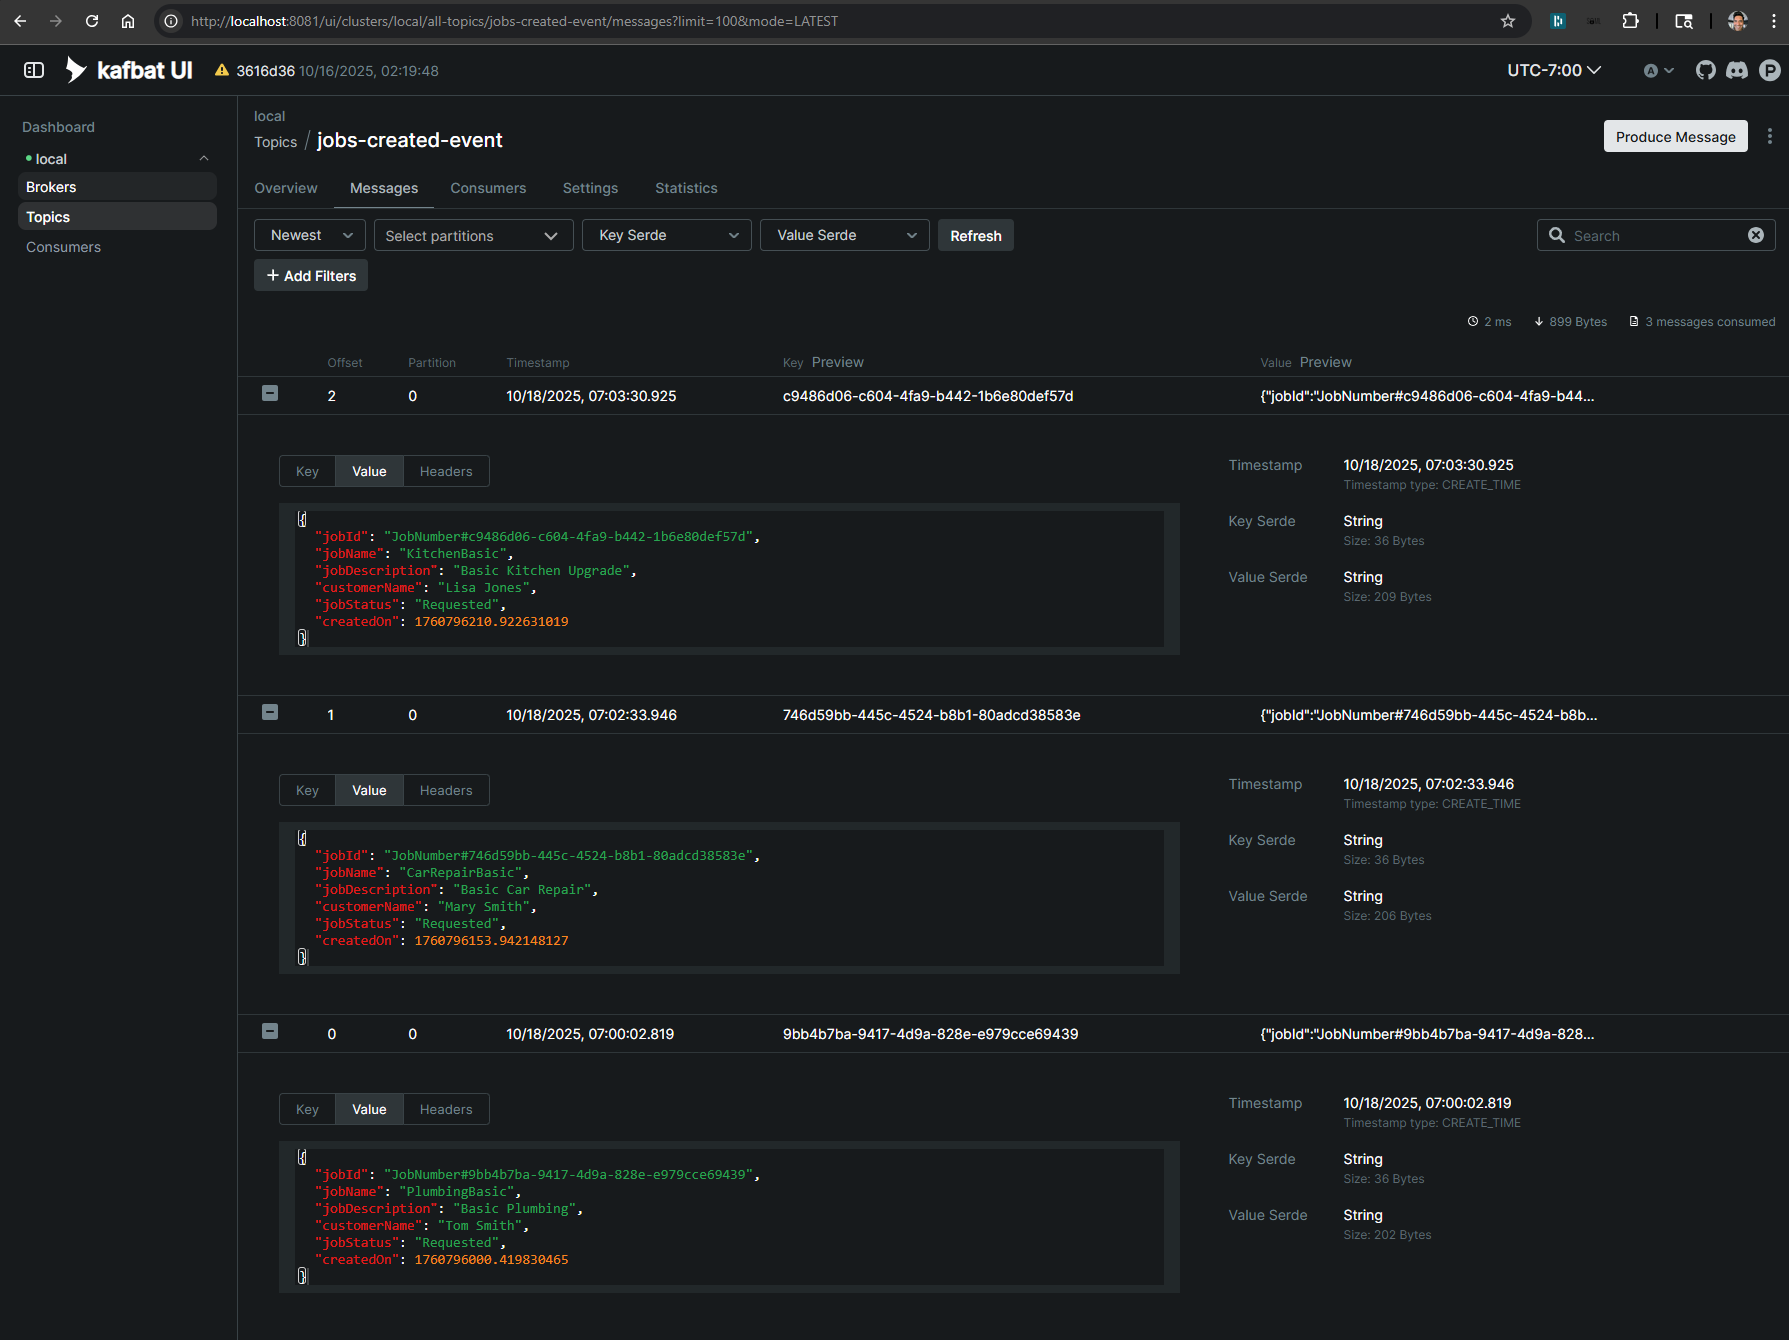 http://localhost:8081/ui/clusters/local/all-topics/jobs-created-event/messages?limit=100&mode=LATEST
kafbat UI 3616d36 10/16/2025, 02:19:48 UTC-7:00 A P
Dashboard
local
Brokers
Topics
Consumers
local
Topics / jobs-created-event
Produce Message
Overview Messages Consumers Settings Statistics
Newest Select partitions Key Serde Value Serde Refresh Search
+ Add Filters
2 ms 899 Bytes 3 messages consumed
Offset Partition Timestamp Key Preview Value Preview
2 0 10/18/2025, 07:03:30.925 c9486d06-c604-4fa9-b442-1b6e80def57d {"jobId":"JobNumber#c9486d06-c604-4fa9-b44...
Key Value Headers
{
"jobId": "JobNumber#c9486d06-c604-4fa9-b442-1b6e80def57d",
"jobName": "KitchenBasic",
"jobDescription": "Basic Kitchen Upgrade",
"customerName": "Lisa Jones",
"jobStatus": "Requested",
"createdOn": 1760796210.922631019
}
Timestamp 10/18/2025, 07:03:30.925
Timestamp type: CREATE_TIME
Key Serde String
Size: 36 Bytes
Value Serde String
Size: 209 Bytes
1 0 10/18/2025, 07:02:33.946 746d59bb-445c-4524-b8b1-80adcd38583e {"jobId":"JobNumber#746d59bb-445c-4524-b8b...
Key Value Headers
{
"jobId": "JobNumber#746d59bb-445c-4524-b8b1-80adcd38583e",
"jobName": "CarRepairBasic",
"jobDescription": "Basic Car Repair",
"customerName": "Mary Smith",
"jobStatus": "Requested",
"createdOn": 1760796153.942148127
}
Timestamp 10/18/2025, 07:02:33.946
Timestamp type: CREATE_TIME
Key Serde String
Size: 36 Bytes
Value Serde String
Size: 206 Bytes
0 0 10/18/2025, 07:00:02.819 9bb4b7ba-9417-4d9a-828e-e979cce69439 {"jobId":"JobNumber#9bb4b7ba-9417-4d9a-828...
Key Value Headers
{
"jobId": "JobNumber#9bb4b7ba-9417-4d9a-828e-e979cce69439",
"jobName": "PlumbingBasic",
"jobDescription": "Basic Plumbing",
"customerName": "Tom Smith",
"jobStatus": "Requested",
"createdOn": 1760796000.419830465
}
Timestamp 10/18/2025, 07:00:02.819
Timestamp type: CREATE_TIME
Key Serde String
Size: 36 Bytes
Value Serde String
Size: 202 Bytes